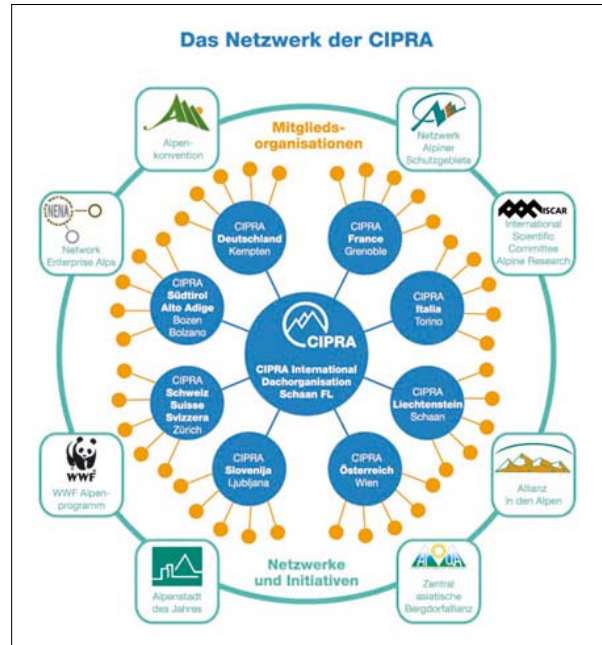 Das Netzwerk der CIPRA
Alpen-
konvention
Mitglieds-
organisationen
Netzwerk
Alpiner
Schutzgebiete
NENA
Network
Enterprise Alps
CIPRA
Deutschland
Kempten
CIPRA
France
Grenoble
ISCAR
International
Scientific
Committee
Alpine Research
CIPRA
Südtirol
Alto Adige
Bozen
Bolzano
CIPRA
CIPRA International
Dachorganisation
Schaan FL
CIPRA
Italia
Torino
CIPRA
Schweiz
Suisse
Svizzera
Zürich
CIPRA
Liechtenstein
Schaan
CIPRA
Slovenija
Ljubljana
CIPRA
Österreich
Wien
WWF
WWF Alpen-
programm
Allianz
in den Alpen
Alpenstadt
des Jahres
Netzwerke
und Initiativen
Zentral
asiatische
Bergdorfallianz